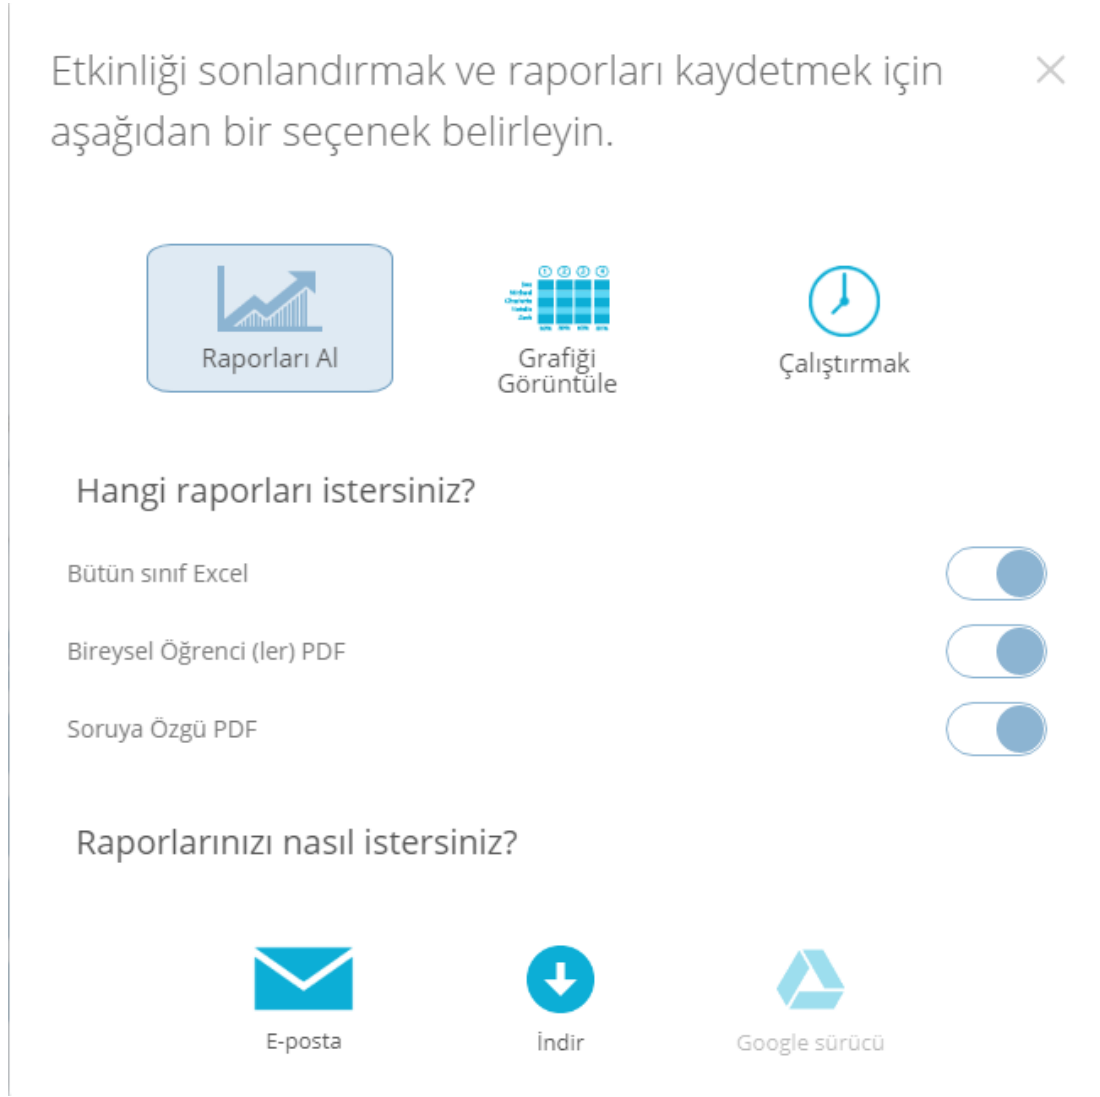 Etkinliği sonlandırmak ve raporları kaydetmek için
aşağıdan bir seçenek belirleyin.
Raporları Al
Grafiği
Görüntüle
Çalıştırmak
Hangi raporları istersiniz?
Bütün sınıf Excel
Bireysel Öğrenci (ler) PDF
Soruya Özgü PDF
Raporlarınızı nasıl istersiniz?
E-posta
İndir
Google sürücü